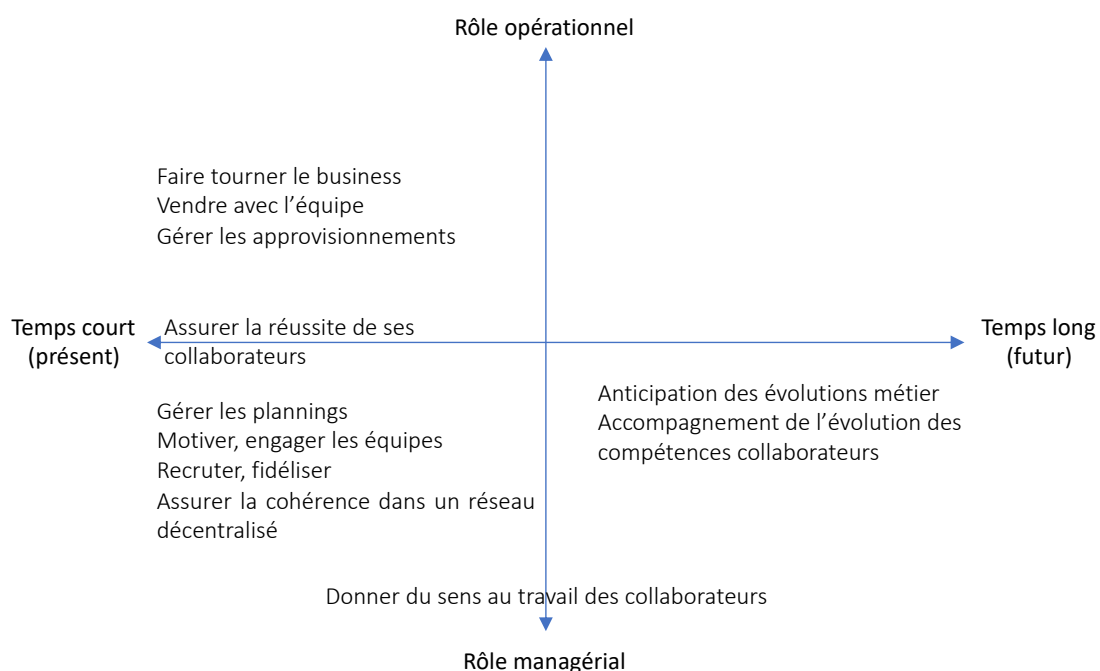 Rôle opérationnel
Faire tourner le business
Vendre avec l’équipe
Gérer les approvisionnements
Temps court
(présent)
Assurer la réussite de ses
collaborateurs
Temps long
(futur)
Gérer les plannings
Motiver, engager les équipes
Recruter, fidéliser
Assurer la cohérence dans un réseau
décentralisé
Anticipation des évolutions métier
Accompagnement de l’évolution des
compétences collaborateurs
Donner du sens au travail des collaborateurs
Rôle managérial